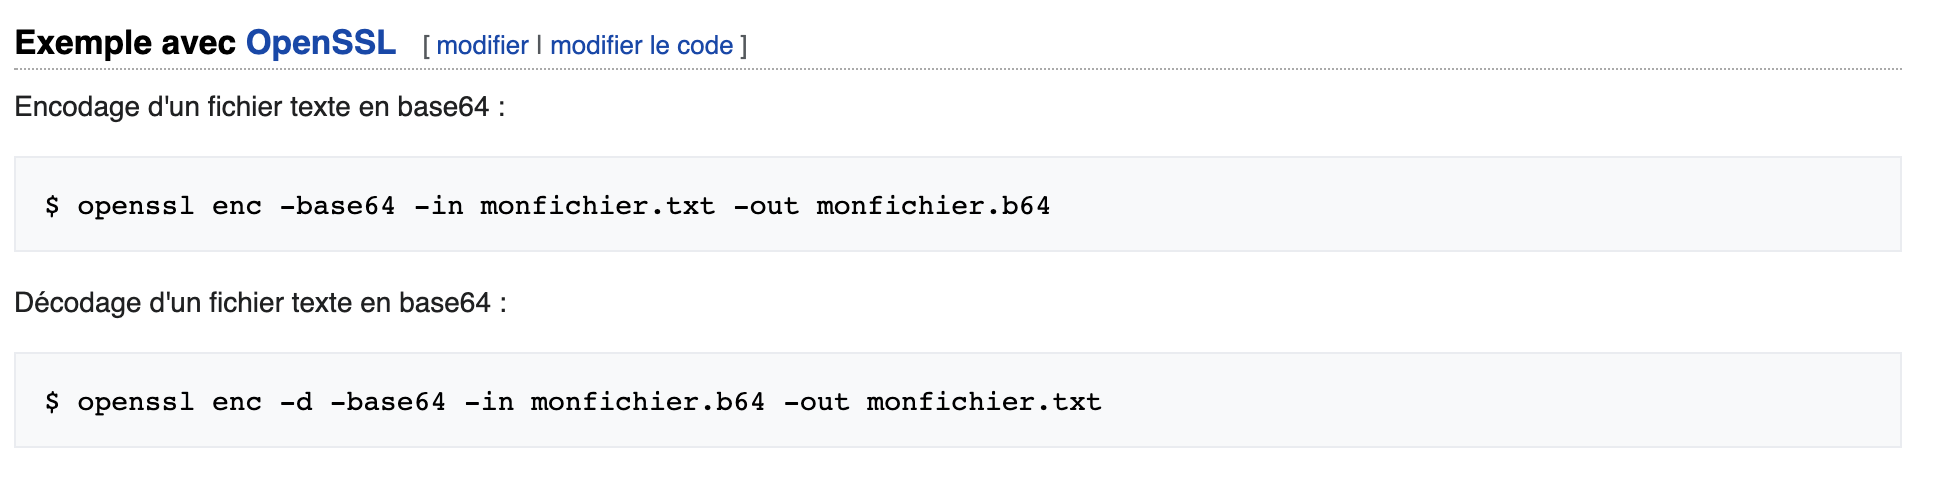 Exemple avec OpenSSL [ modifier | modifier le code ]
Encodage d'un fichier texte en base64 :
$ openssl enc -base64 -in monfichier.txt -out monfichier.b64
Décodage d'un fichier texte en base64 :
$ openssl enc -d -base64 -in monfichier.b64 -out monfichier.txt